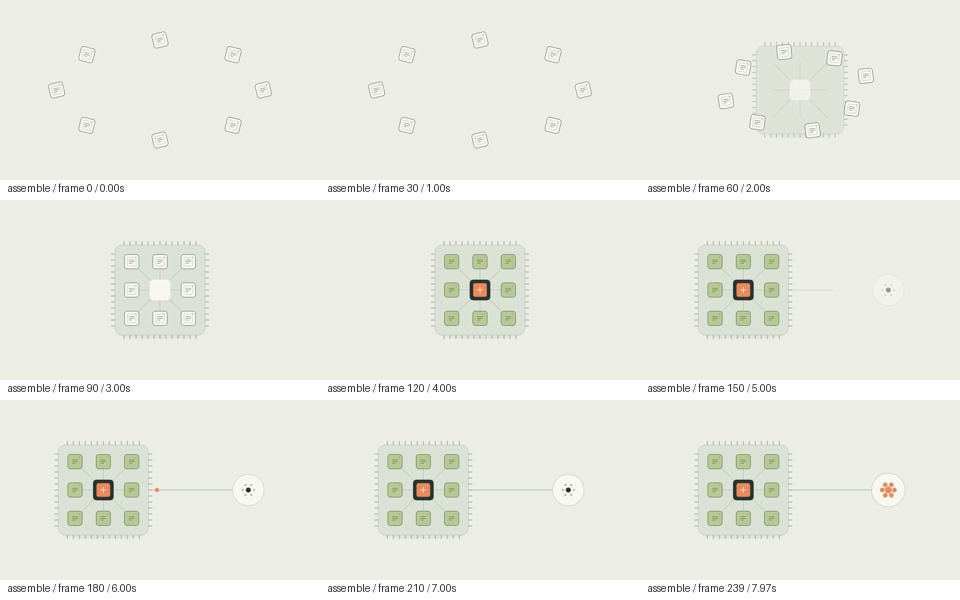 assemble / frame 0 / 0.00s
assemble / frame 30 / 1.00s
assemble / frame 60 / 2.00s
assemble / frame 90 / 3.00s
assemble / frame 120 / 4.00s
assemble / frame 150 / 5.00s
assemble / frame 180 / 6.00s
assemble / frame 210 / 7.00s
assemble / frame 239 / 7.97s